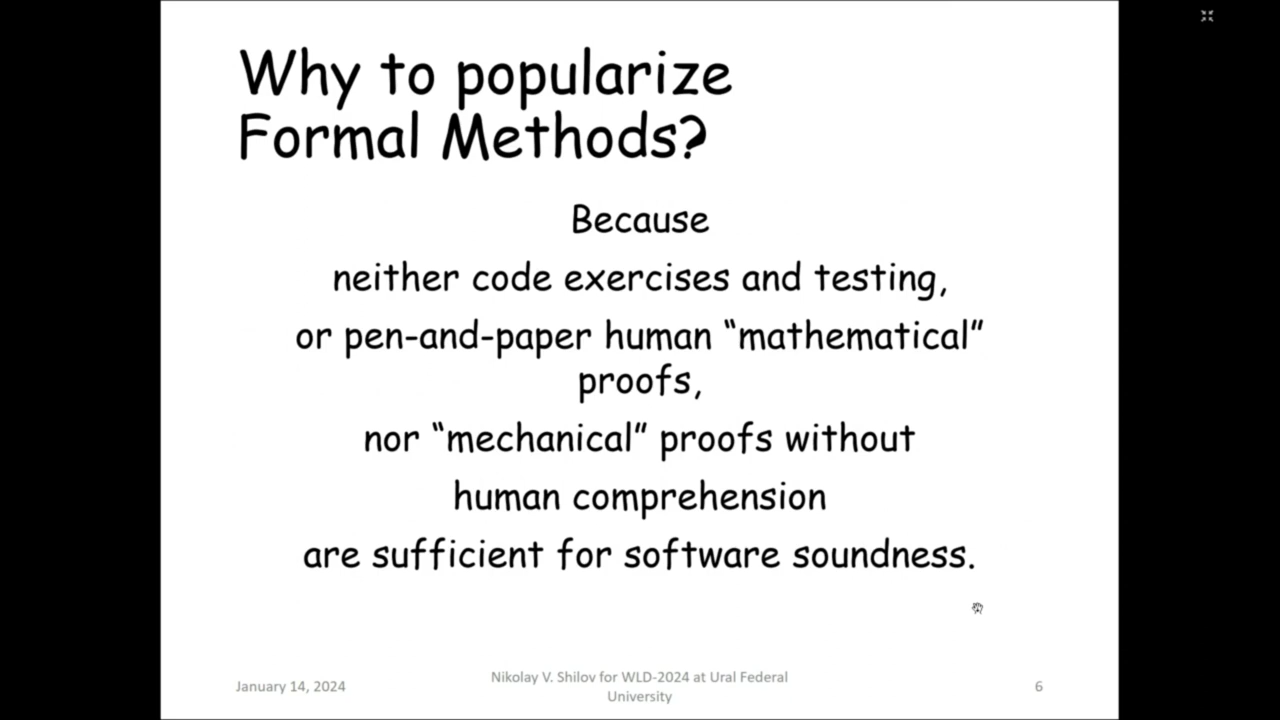 Why to popularize
Formal Methods?
Because
neither code exercises and testing,
or pen-and-paper human “mathematical”
proofs,
nor “mechanical” proofs without
human comprehension
are sufficient for software soundness.
January 14, 2024
Nikolay V. Shilov for WLD-2024 at Ural Federal
University
6